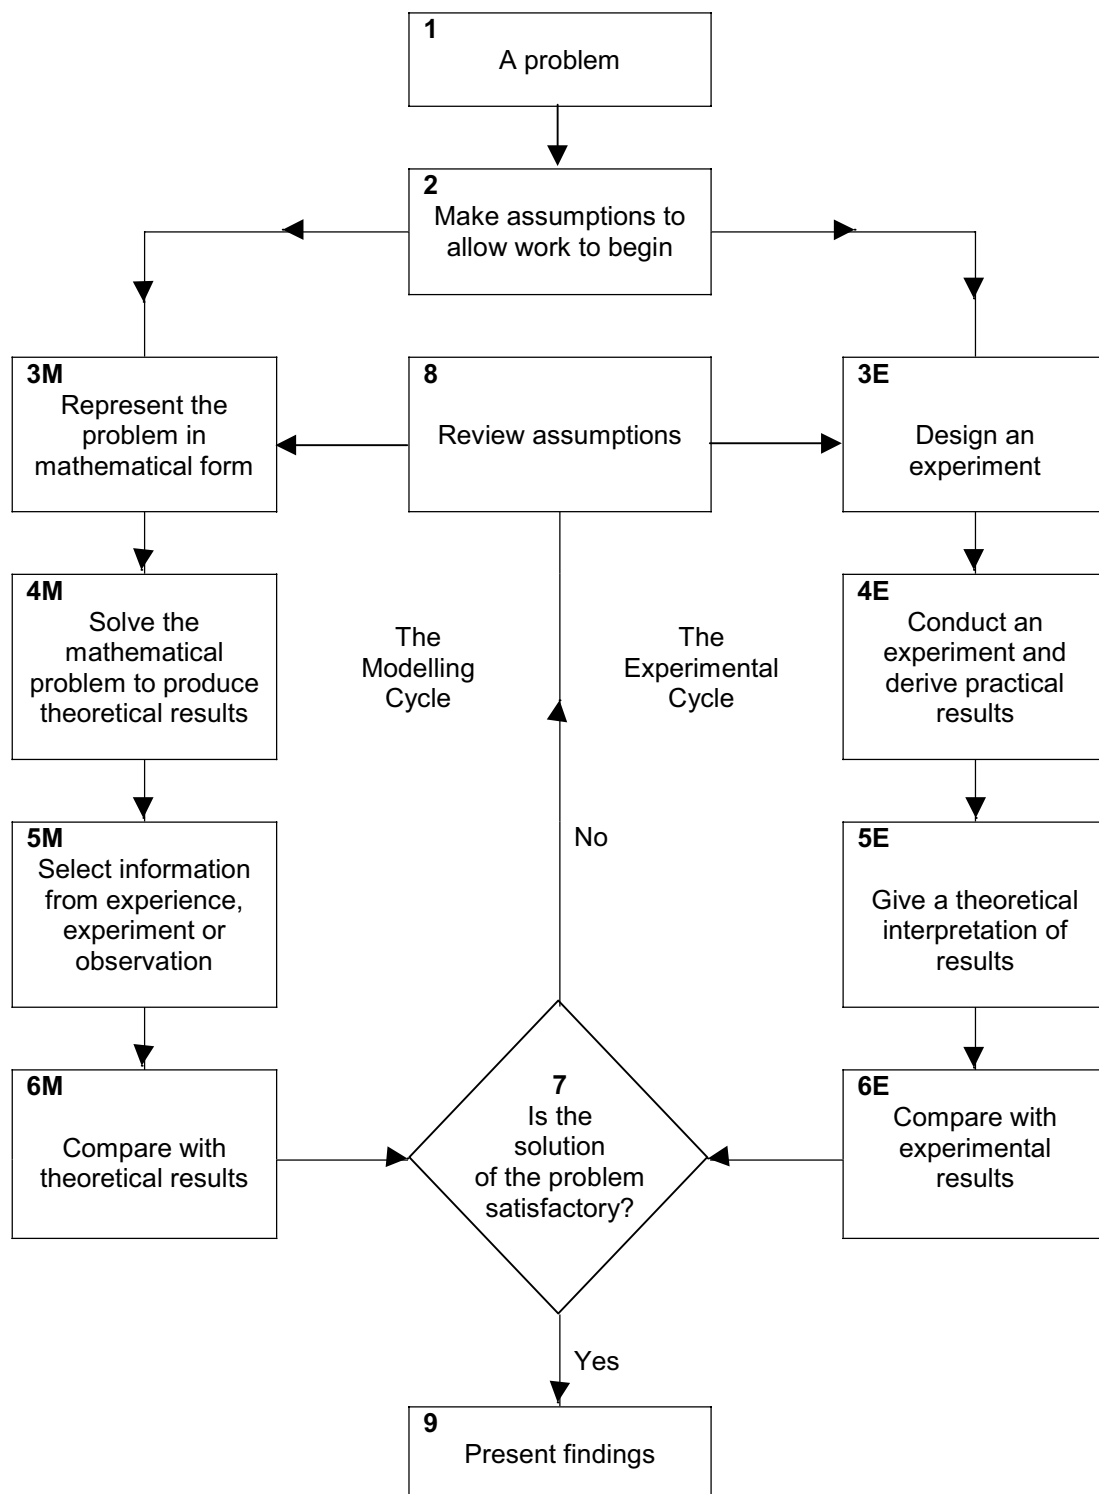 1
A problem
2
Make assumptions to
allow work to begin
3M
Represent the
problem in
mathematical form
8
Review assumptions
3E
Design an
experiment
4M
Solve the
mathematical
problem to produce
theoretical results
The
Modelling
Cycle
The
Experimental
Cycle
4E
Conduct an
experiment and
derive practical
results
5M
Select information
from experience,
experiment or
observation
No
5E
Give a theoretical
interpretation of
results
6M
Compare with
theoretical results
7
Is the
solution
of the problem
satisfactory?
6E
Compare with
experimental
results
Yes
9
Present findings